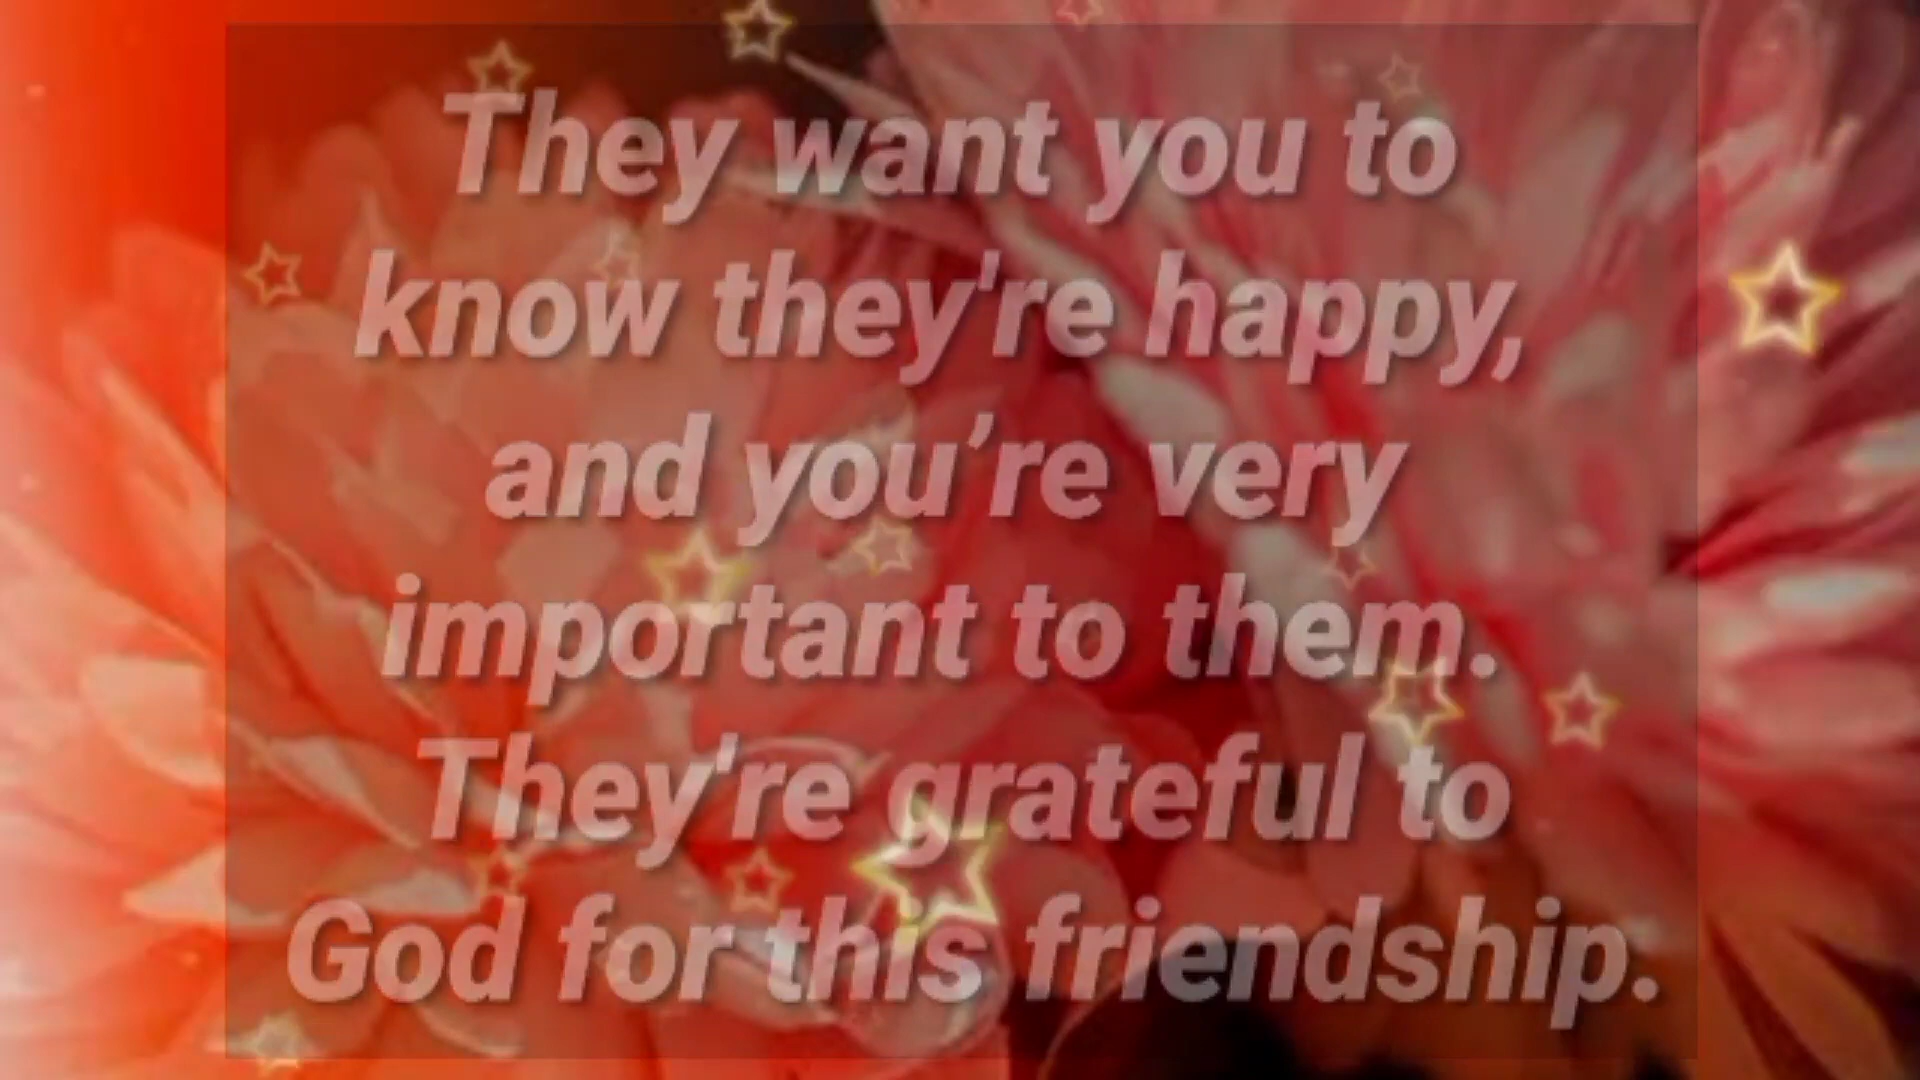 They want you to
know they're happy,
and you’re very
important to them.
They're grateful to
God for this friendship.